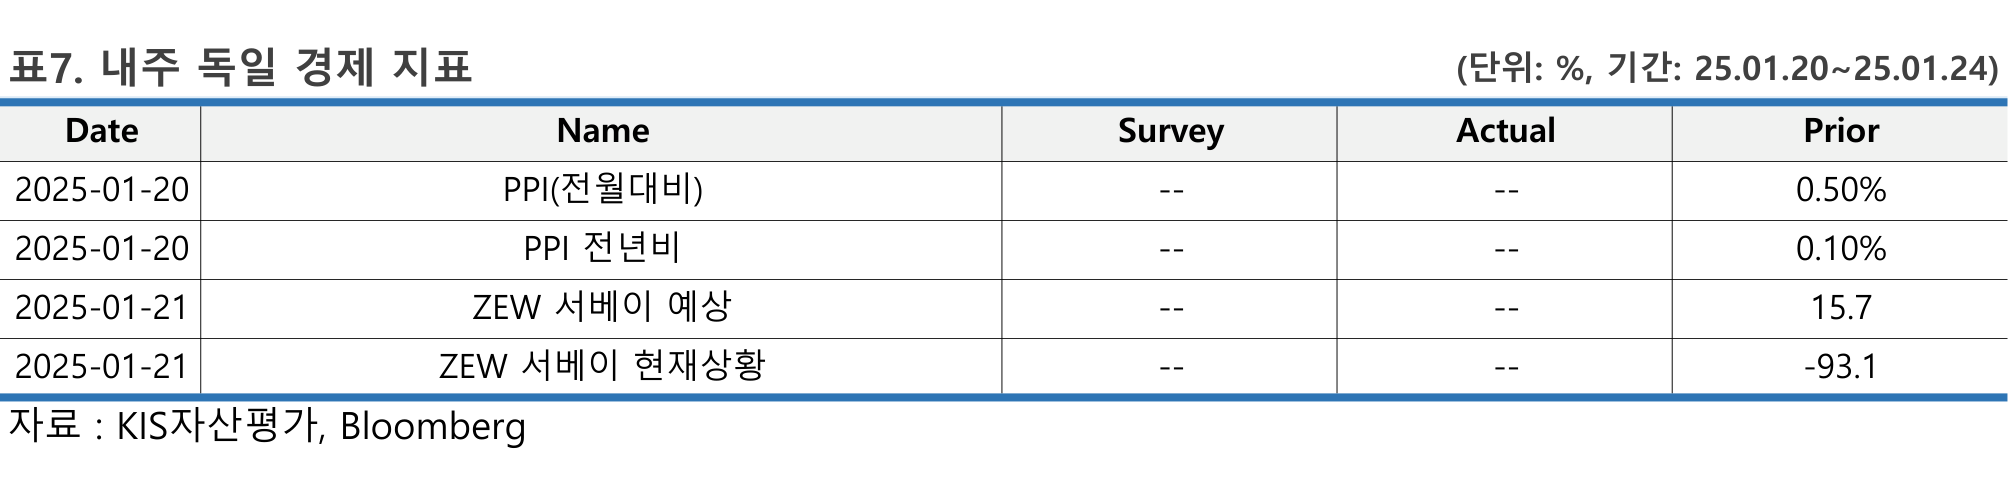 표7. 내주 독일 경제 지표 (단위: %, 기간: 25.01.20~25.01.24)
Date Name Survey Actual Prior
2025-01-20 PPI(전월대비) -- -- 0.50%
2025-01-20 PPI 전년비 -- -- 0.10%
2025-01-21 ZEW 서베이 예상 -- -- 15.7
2025-01-21 ZEW 서베이 현재상황 -- -- -93.1
자료 : KIS자산평가, Bloomberg